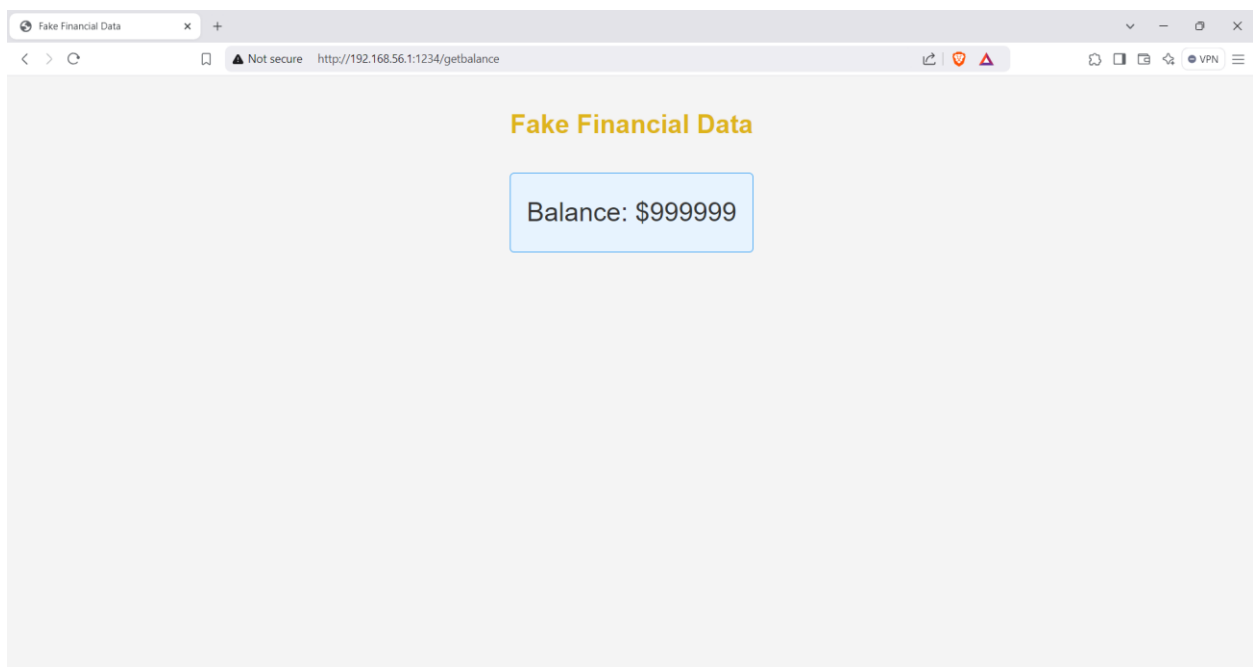 Fake Financial Data
Not secure http://192.168.56.1:1234/getbalance
VPN
Fake Financial Data
Balance: $999999